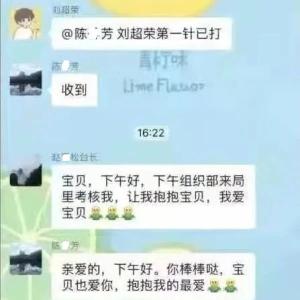 刘超荣
@陈 芳 刘超荣第一针已打
陈 芳
收到
青柠味
Lime Flavor
16:22
赵 松台长
宝贝，下午好，下午组织部来局
里考核我，让我抱抱宝贝，我爱
宝贝
陈 芳
亲爱的，下午好。你棒棒哒，宝
贝也爱你，抱抱我的最爱